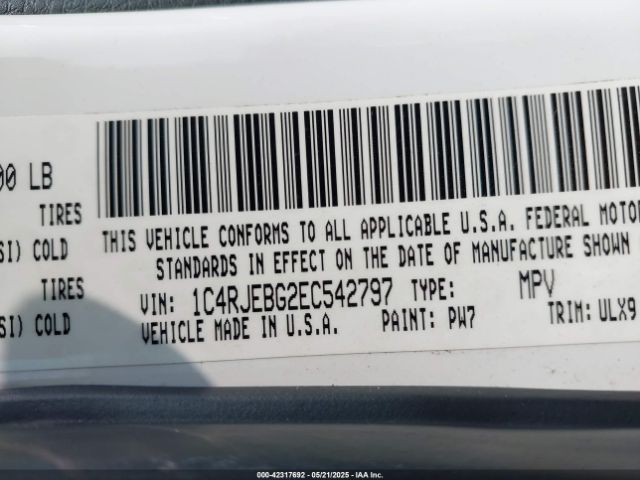 00 LB
TIRES
SI) COLD
TIRES
SI) COLD
THIS VEHICLE CONFORMS TO ALL APPLICABLE U.S.A. FEDERAL MOTOR
STANDARDS IN EFFECT ON THE DATE OF MANUFACTURE SHOWN
VIN: 1C4RJEBG2EC542797 TYPE: MPV
VEHICLE MADE IN U.S.A. PAINT: PW7 TRIM: ULX9
000-42317692 - 05/21/2025 - IAA Inc.